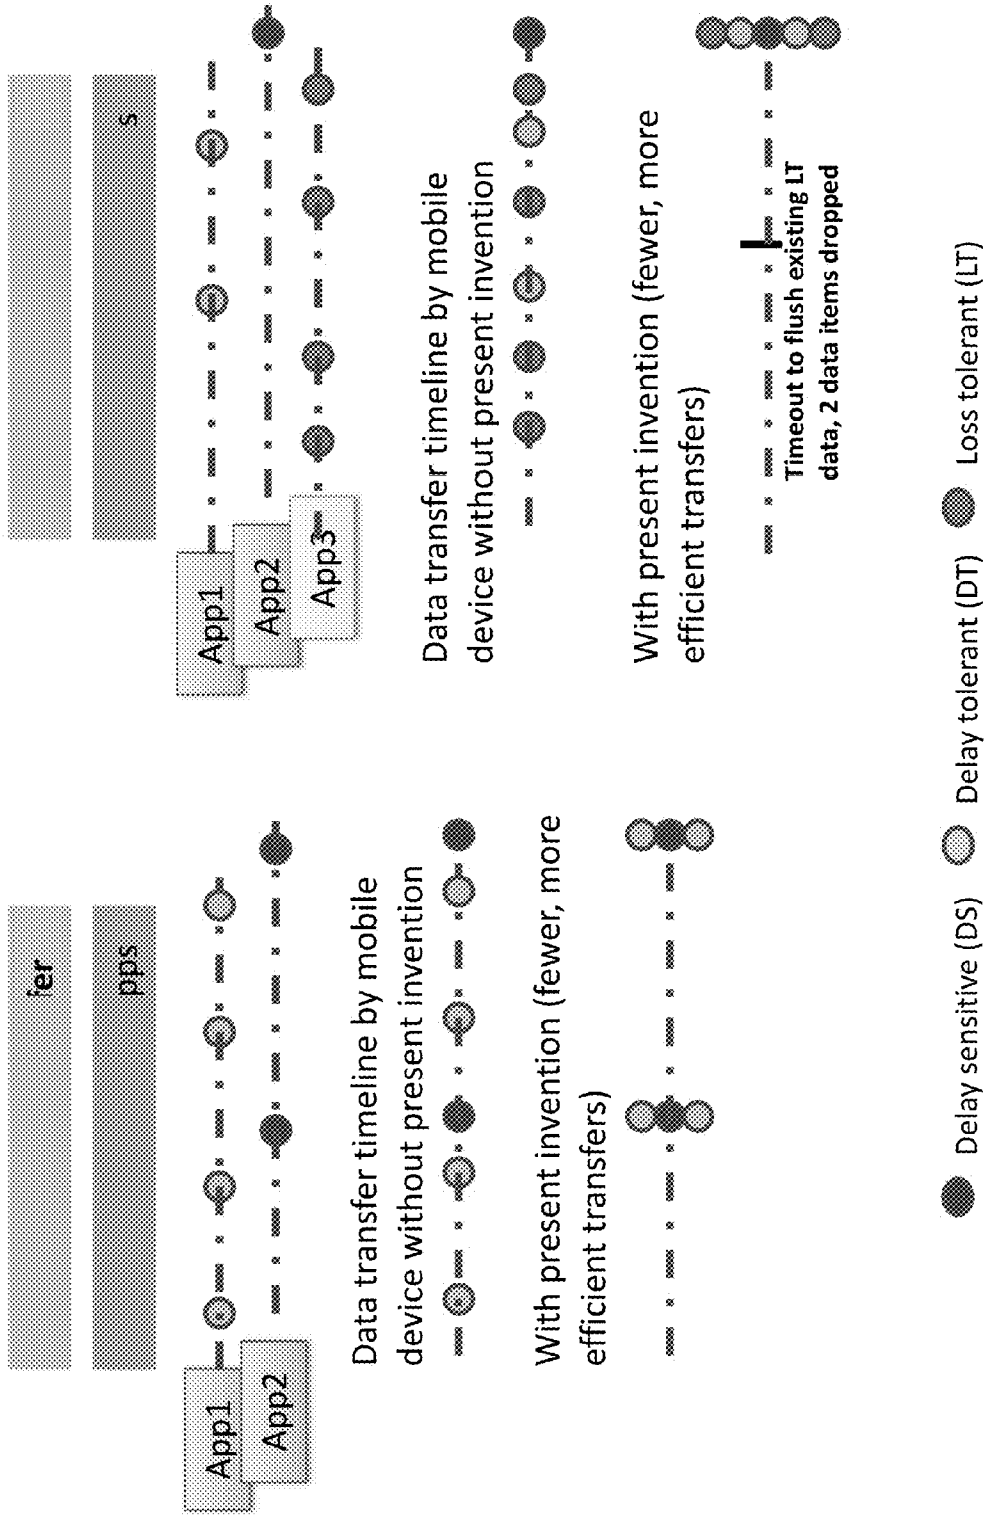 fer
pps
App1
App2
Data transfer timeline by mobile
device without present invention
With present invention (fewer, more
efficient transfers)
s
App1
App2
App3
Data transfer timeline by mobile
device without present invention
With present invention (fewer, more
efficient transfers)
Timeout to flush existing LT
data, 2 data items dropped
Delay sensitive (DS)
Delay tolerant (DT)
Loss tolerant (LT)